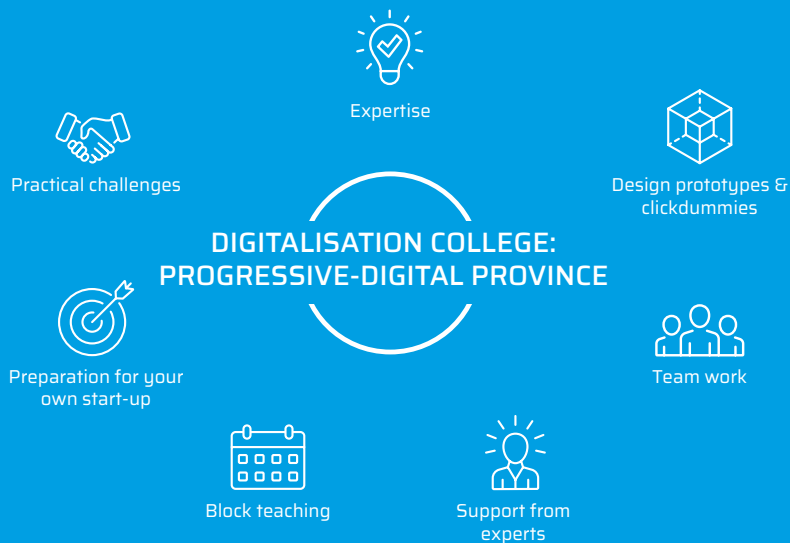 Expertise
Practical challenges
Design prototypes &
clickdummies
DIGITALISATION COLLEGE:
PROGRESSIVE-DIGITAL PROVINCE
Preparation for your
own start-up
Team work
Block teaching
Support from
experts